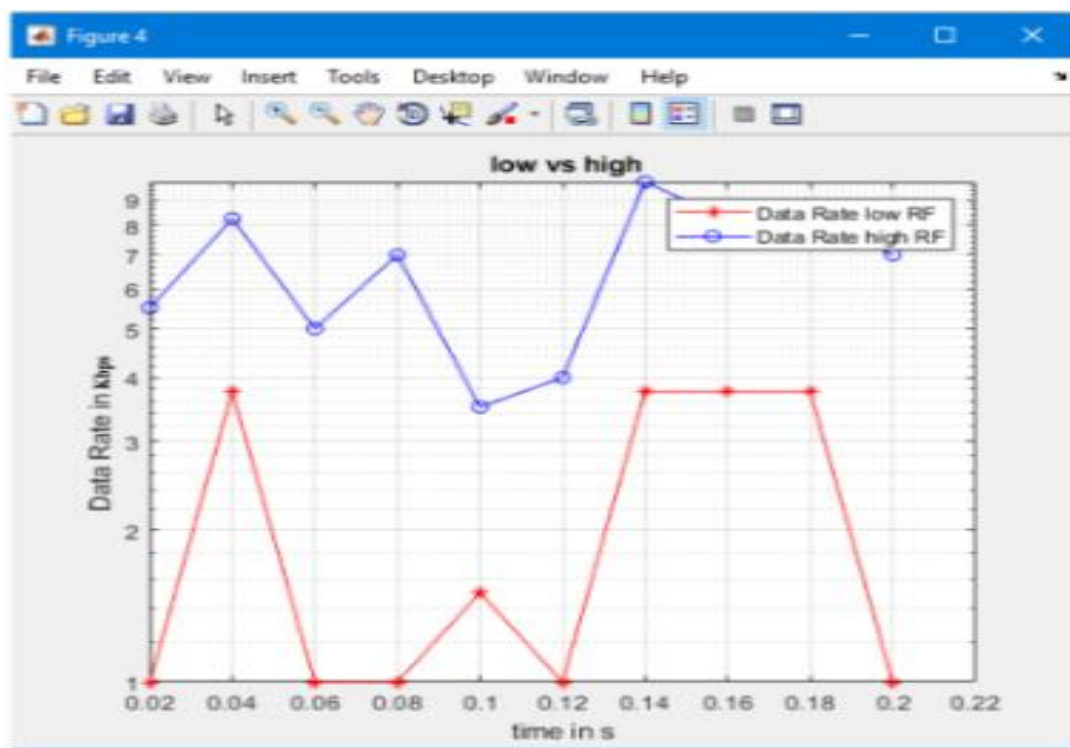 Figure 4
File Edit View Insert Tools Desktop Window Help
low vs high
Data Rate low RF
Data Rate high RF
9
8
7
6
5
4
3
2
1
Data Rate in Kbps
0.02 0.04 0.06 0.08 0.1 0.12 0.14 0.16 0.18 0.2 0.22
time in s